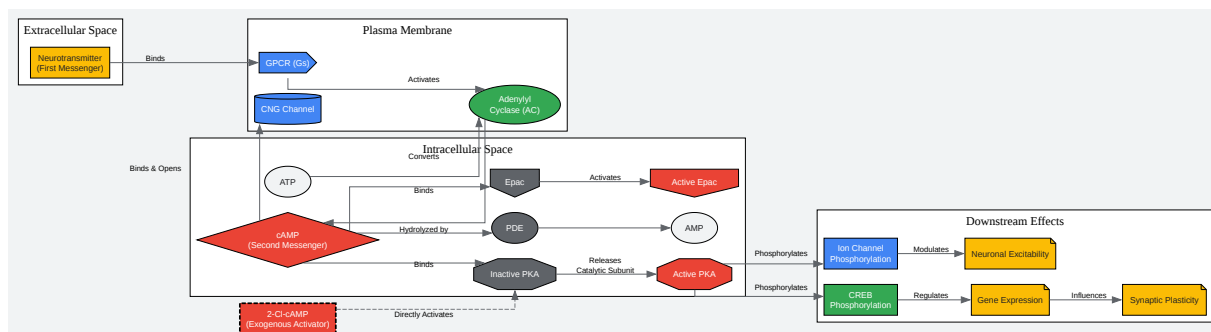 Extracellular Space
Neurotransmitter
(First Messenger)
Binds
Plasma Membrane
GPCR (Gs)
Activates
CNG Channel
Adenylyl
Cyclase (AC)
Binds & Opens
Intracellular Space
Converts
ATP
Binds
Epac
Activates
Active Epac
cAMP
(Second Messenger)
Hydrolyzed by
PDE
AMP
Binds
Inactive PKA
Releases
Catalytic Subunit
Active PKA
2-Cl-cAMP
(Exogenous Activator)
Directly Activates
Phosphorylates
Phosphorylates
Downstream Effects
Ion Channel
Phosphorylation
Modulates
Neuronal Excitability
CREB
Phosphorylation
Regulates
Gene Expression
Influences
Synaptic Plasticity